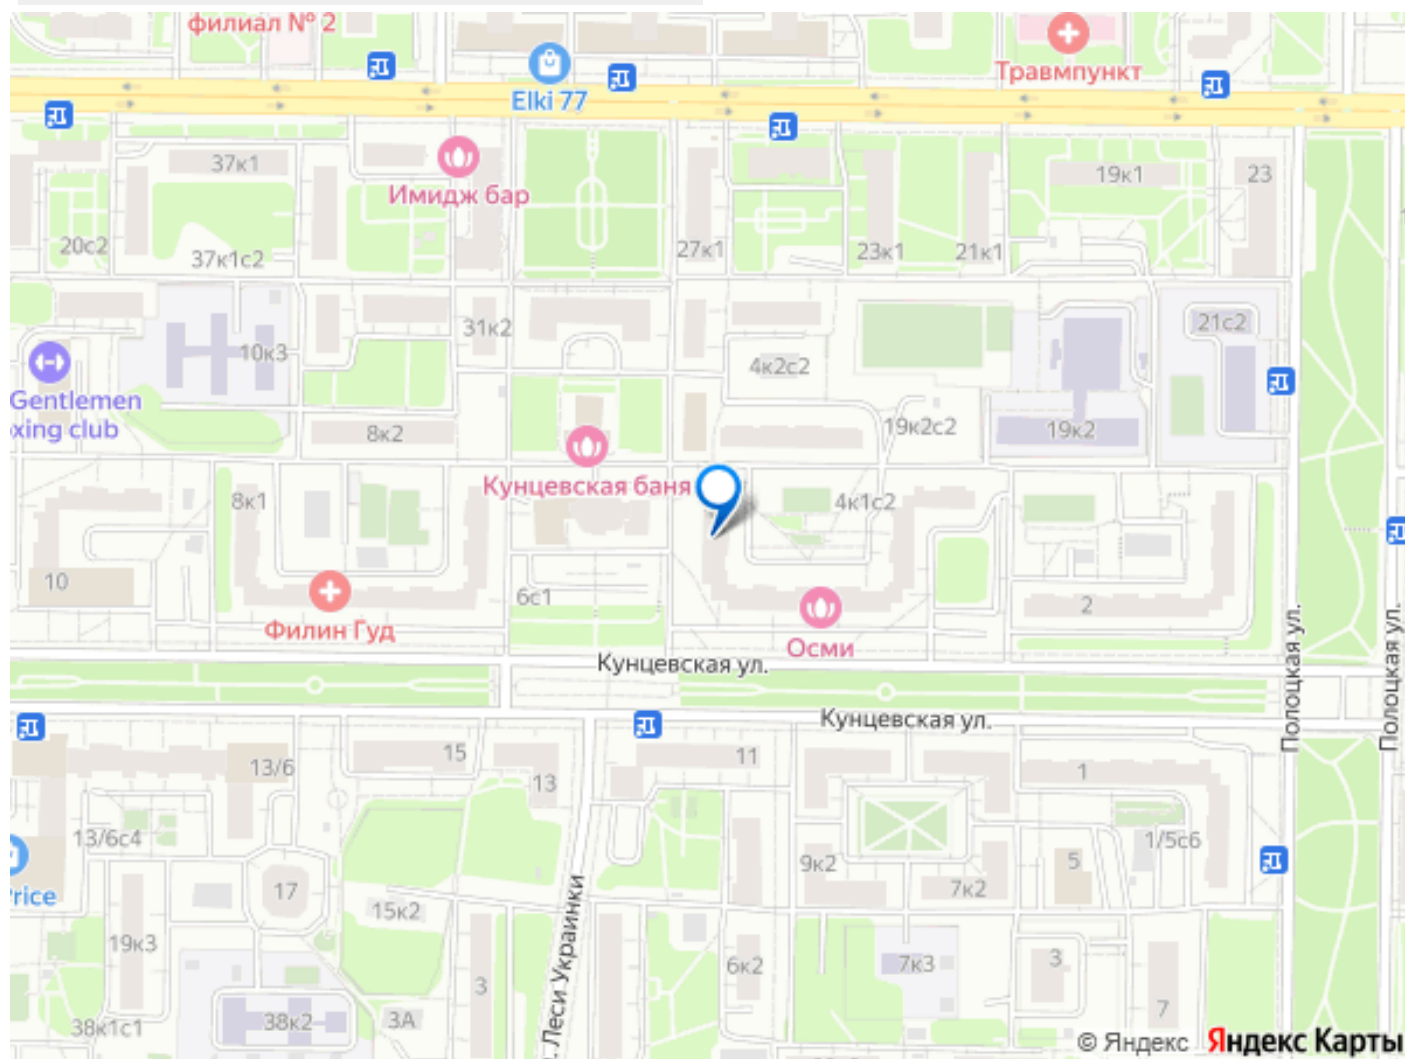 филиал № 2
Травмпункт
Elki 77
37к1
Имидж бар
19к1
23
20с2
37к1с2
27к1
23к1
21к1
31к2
21с2
10к3
4к2с2
Gentlemen
xing club
8к2
19к2с2
19к2
Кунцевская баня
8к1
4к1с2
10
6с1
2
Филин Гуд
Осми
Кунцевская ул.
Полоцкая ул.
Полоцкая ул.
Кунцевская ул.
13/6
15
13
11
1
13/6с4
1/5с6
9к2
5
17
7к2
rice
15к2
19к3
Леси Украинки
6к2
7к3
3
3
7
38к1с1
38к2
3А
© Яндекс Яндекс Карты